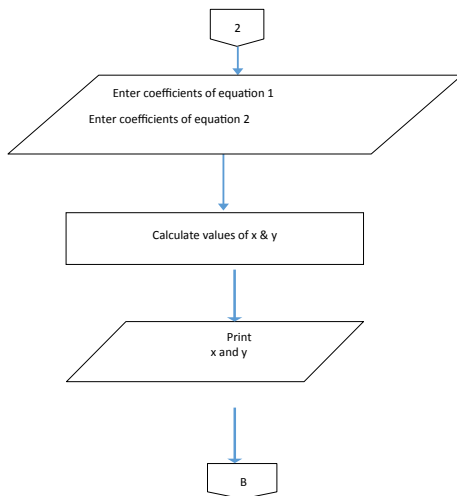 2
Enter coefficients of equation 1
Enter coefficients of equation 2
Calculate values of x & y
Print
x and y
B